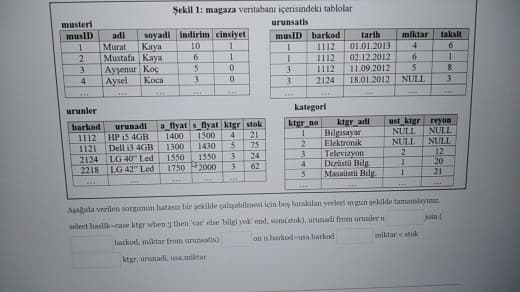 Şekil 1: magaza veritabanı içerisindeki tablolar
musteri
musID adi soyadi indirim cinsiyet
1 Murat Kaya 10 1
2 Mustafa Kaya 6 1
3 Ayşenur Koç 5 0
4 Aysel Koca 3 0
... ... ... ... ...
urunsatis
musID barkod tarih miktar taksit
1 1112 01.01.2013 4 6
1 1112 02.12.2012 6 1
3 1112 11.09.2012 5 8
3 2124 18.01.2012 NULL 3
... ... ... ... ...
urunler
barkod urunadi a_fiyat s_fiyat ktgr stok
1112 HP i5 4GB 1400 1500 4 21
1121 Dell i3 4GB 1300 1430 5 75
2124 LG 40" Led 1550 1550 3 24
2218 LG 42" Led 1750 2000 3 62
... ... ... ... ... ...
kategori
ktgr_no ktgr_adi ust_ktgr reyon
1 Bilgisayar NULL NULL
2 Elektronik NULL NULL
3 Televizyon 2 12
4 Dizüstü Bilg. 1 20
5 Masaüstü Bilg. 1 21
... ... ... ...
Aşağıda verilen sorgunun hatasız bir şekilde çalışabilmesi için boş bırakılan yerleri uygun şekilde tamamlayınız.
select baslik=case ktgr when 3 then 'var' else 'bilgi yok' end, sum(stok), urunadi from urunler u join (
barkod, miktar from urunsatis) on u.barkod=usa.barkod miktar < stok
ktgr, urunadi, usa.miktar